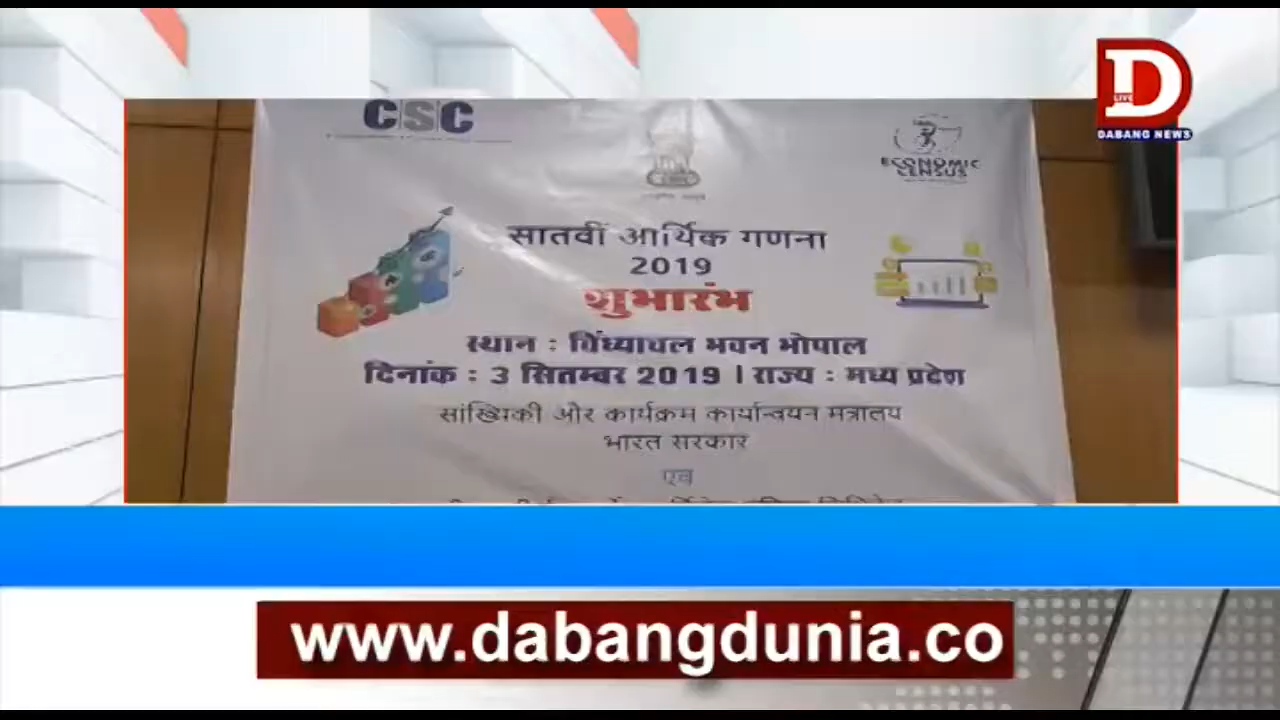 CSC
D
LIVE
DABANG NEWS
ECONOMIC
CENSUS
सातवीं आर्थिक गणना
2019
शुभारंभ
स्थान : विंध्याचल भवन भोपाल
दिनांक : 3 सितम्बर 2019 । राज्य : मध्य प्रदेश
सांख्यिकी और कार्यक्रम कार्यान्वयन मंत्रालय
भारत सरकार
एवं
www.dabangdunia.co